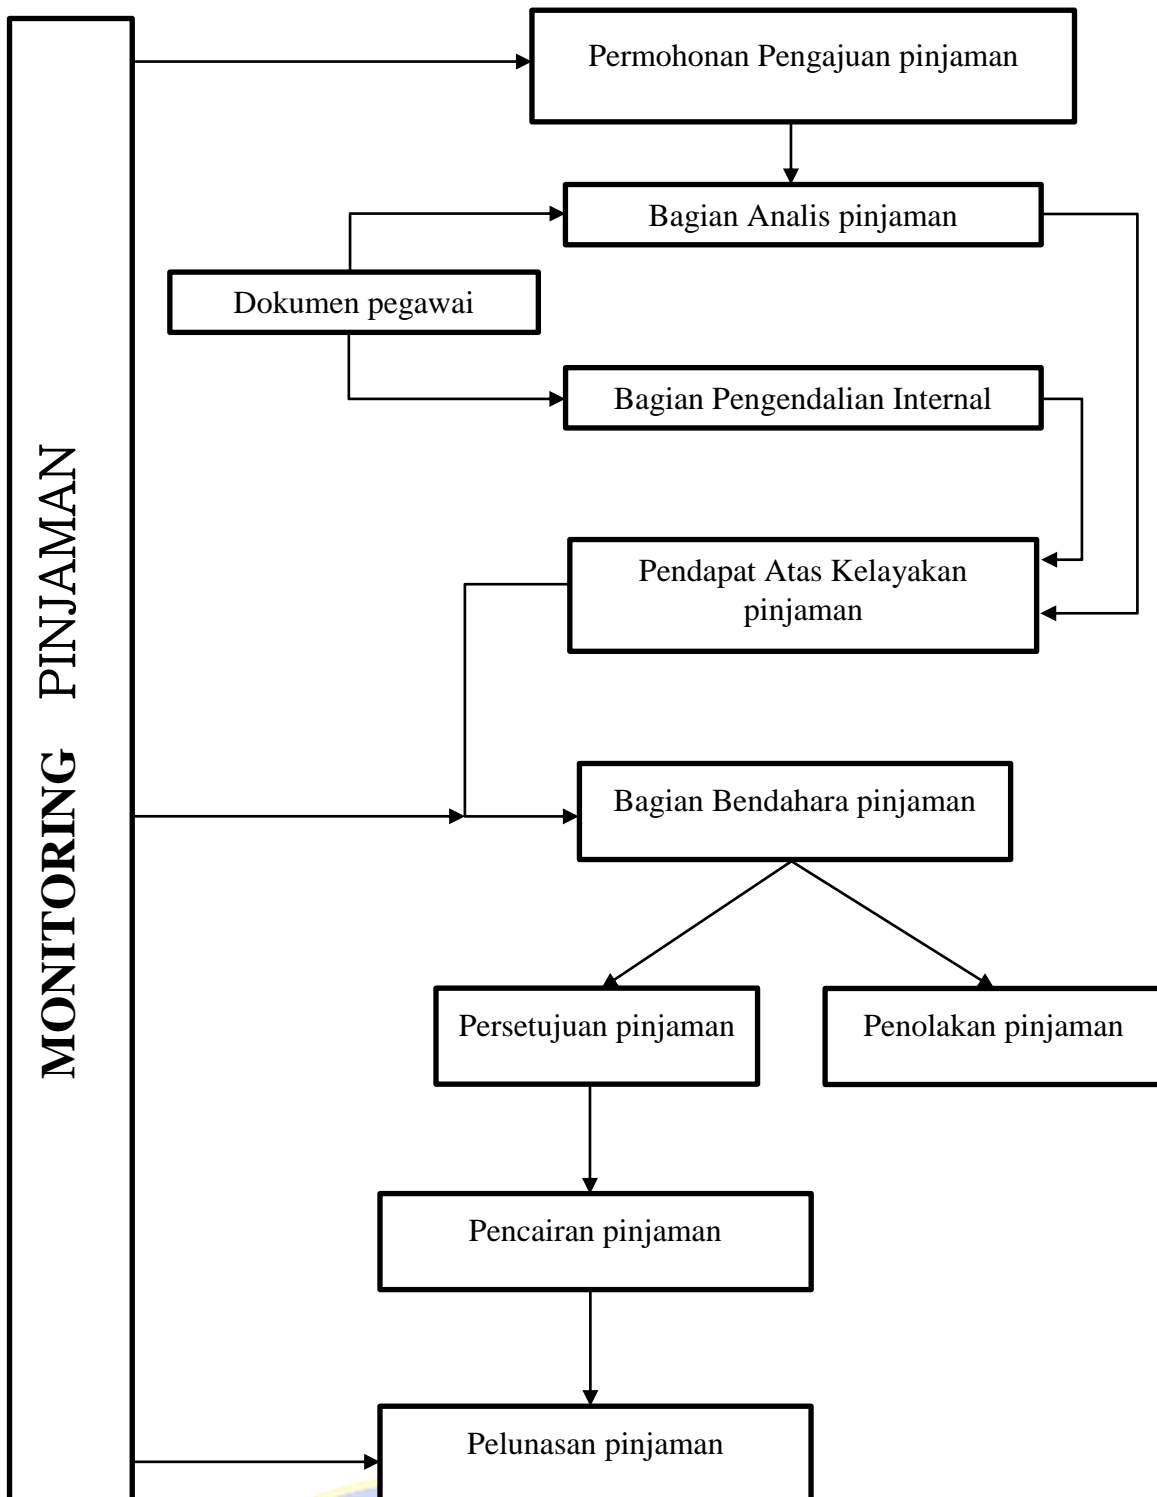 MONITORING PINJAMAN
Permohonan Pengajuan pinjaman
Bagian Analis pinjaman
Dokumen pegawai
Bagian Pengendalian Internal
Pendapat Atas Kelayakan
pinjaman
Bagian Bendahara pinjaman
Persetujuan pinjaman
Penolakan pinjaman
Pencairan pinjaman
Pelunasan pinjaman